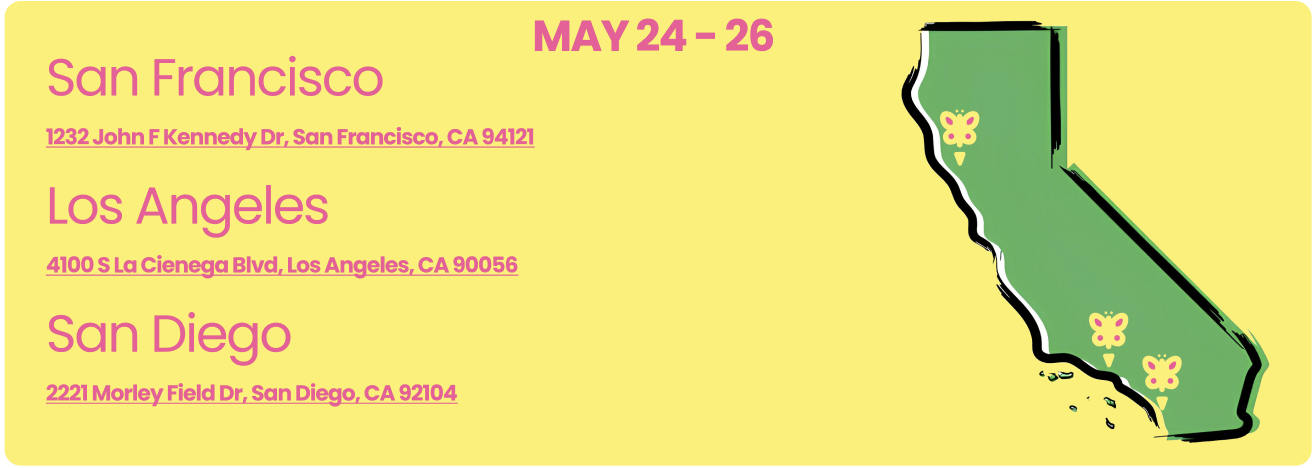 MAY 24 - 26
San Francisco
1232 John F Kennedy Dr, San Francisco, CA 94121
Los Angeles
4100 S La Cienega Blvd, Los Angeles, CA 90056
San Diego
2221 Morley Field Dr, San Diego, CA 92104